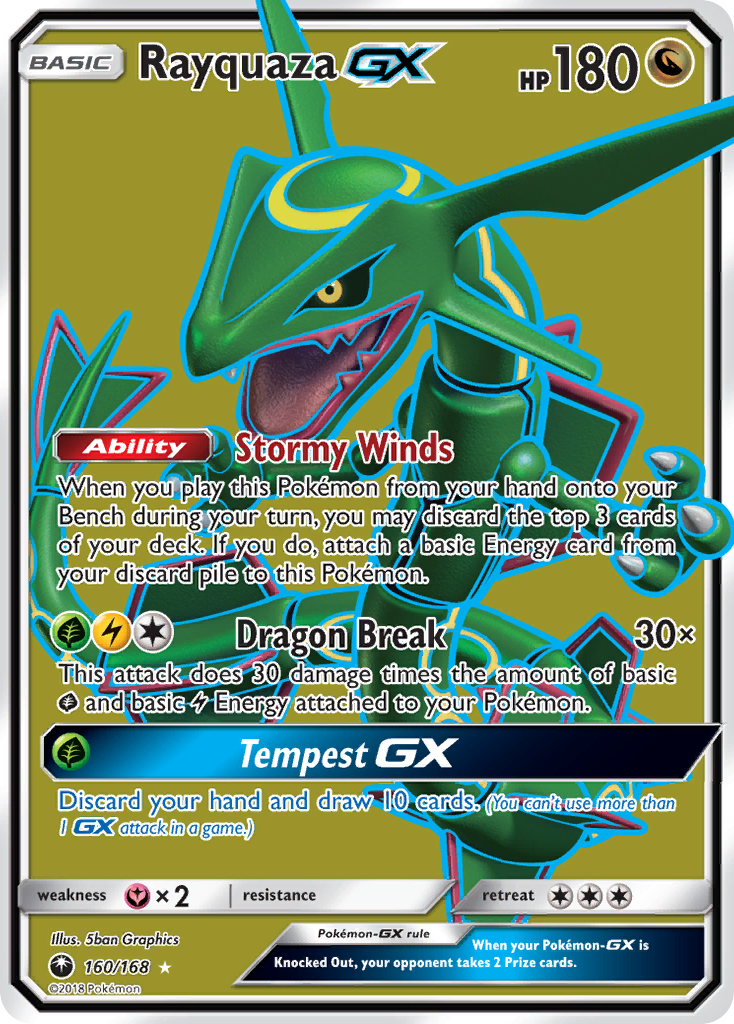 BASIC Rayquaza GX HP 180
Ability Stormy Winds
When you play this Pokémon from your hand onto your
Bench during your turn, you may discard the top 3 cards
of your deck. If you do, attach a basic Energy card from
your discard pile to this Pokémon.
Dragon Break 30×
This attack does 30 damage times the amount of basic
and basic Energy attached to your Pokémon.
Tempest GX
Discard your hand and draw 10 cards. (You can't use more than
1 GX attack in a game.)
weakness ×2 resistance retreat
Illus. 5ban Graphics
Pokémon-GX rule
When your Pokémon-GX is
Knocked Out, your opponent takes 2 Prize cards.
160/168
©2018 Pokémon